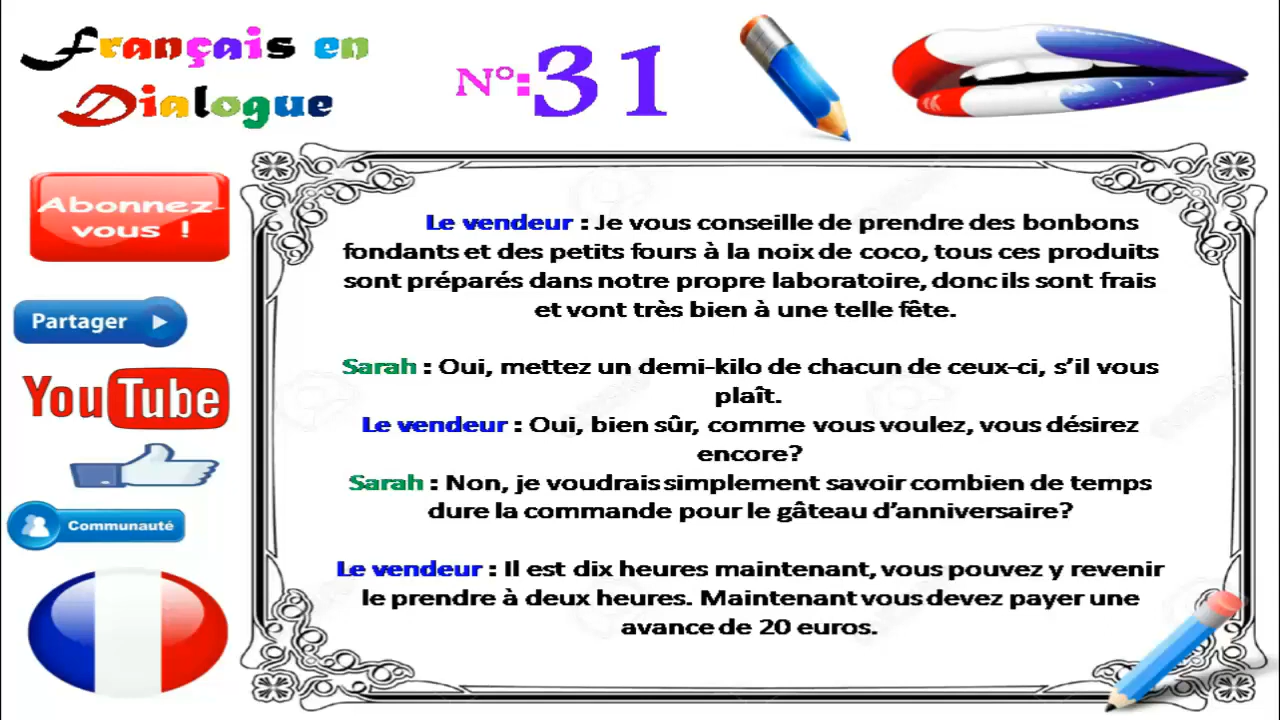 Français en
Dialogue
N°:31
Abonnez-
vous !
Partager
YouTube
Communauté
Le vendeur : Je vous conseille de prendre des bonbons
fondants et des petits fours à la noix de coco, tous ces produits
sont préparés dans notre propre laboratoire, donc ils sont frais
et vont très bien à une telle fête.
Sarah : Oui, mettez un demi-kilo de chacun de ceux-ci, s’il vous
plaît.
Le vendeur : Oui, bien sûr, comme vous voulez, vous désirez
encore?
Sarah : Non, je voudrais simplement savoir combien de temps
dure la commande pour le gâteau d’anniversaire?
Le vendeur : Il est dix heures maintenant, vous pouvez y revenir
le prendre à deux heures. Maintenant vous devez payer une
avance de 20 euros.